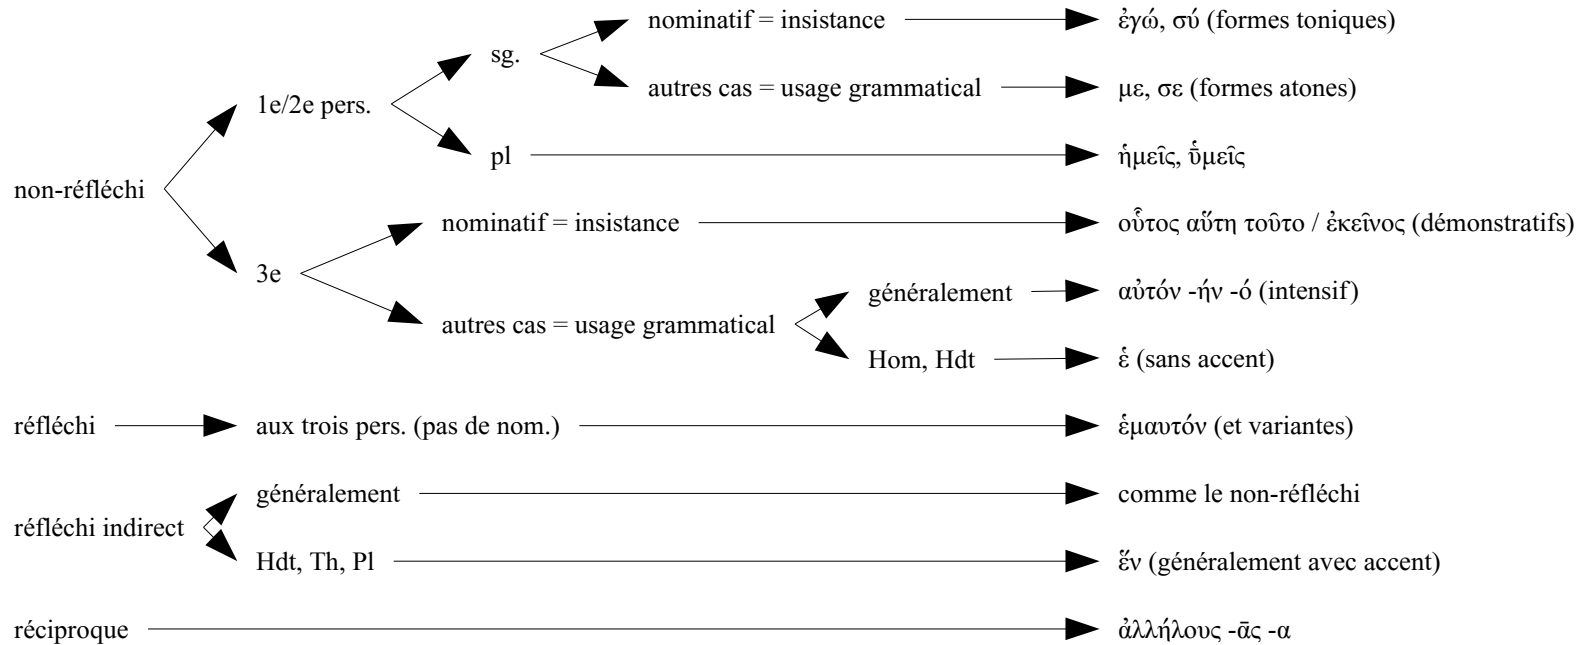 nominatif = insistance ἐγώ, σύ (formes toniques)
sg.
autres cas = usage grammatical με, σε (formes atones)
1e/2e pers.
pl ἡμεῖς, ὑ̄μεῖς
non-réfléchi
nominatif = insistance οὗτος αὕτη τοῦτο / ἐκεῖνος (démonstratifs)
3e
généralement αὐτόν -ήν -ό (intensif)
autres cas = usage grammatical
Hom, Hdt ἑ (sans accent)
réfléchi aux trois pers. (pas de nom.) ἑμαυτόν (et variantes)
généralement comme le non-réfléchi
réfléchi indirect
Hdt, Th, Pl ἕν (généralement avec accent)
réciproque ἀλλήλους -ᾱς -α